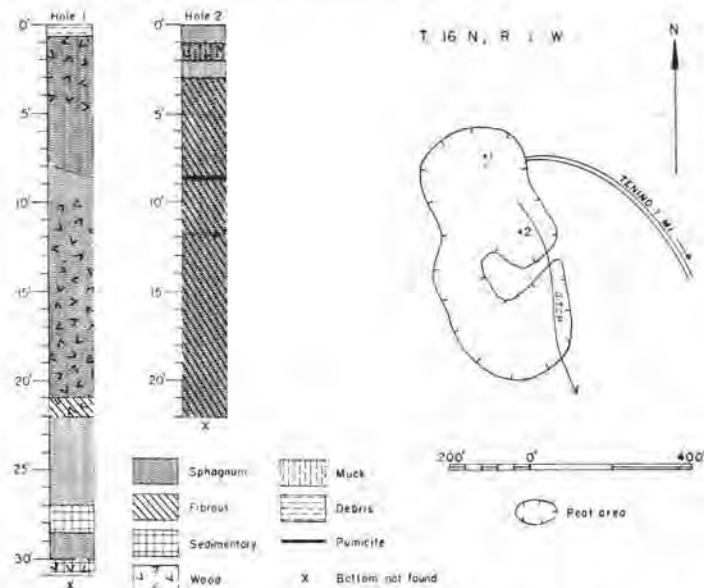 Hole 1
Hole 2
0'
5'
10'
15'
20'
25'
30'
x
0'
5'
10'
15'
20'
x
T. 16 N, R 1 W
N
+1
+2
TENINO 7 MI.
DITCH
200' 0' 400'
Peat area
Sphagnum
Fibrous
Sedimentary
Wood
Muck
Debris
Pumicite
x Bottom not found